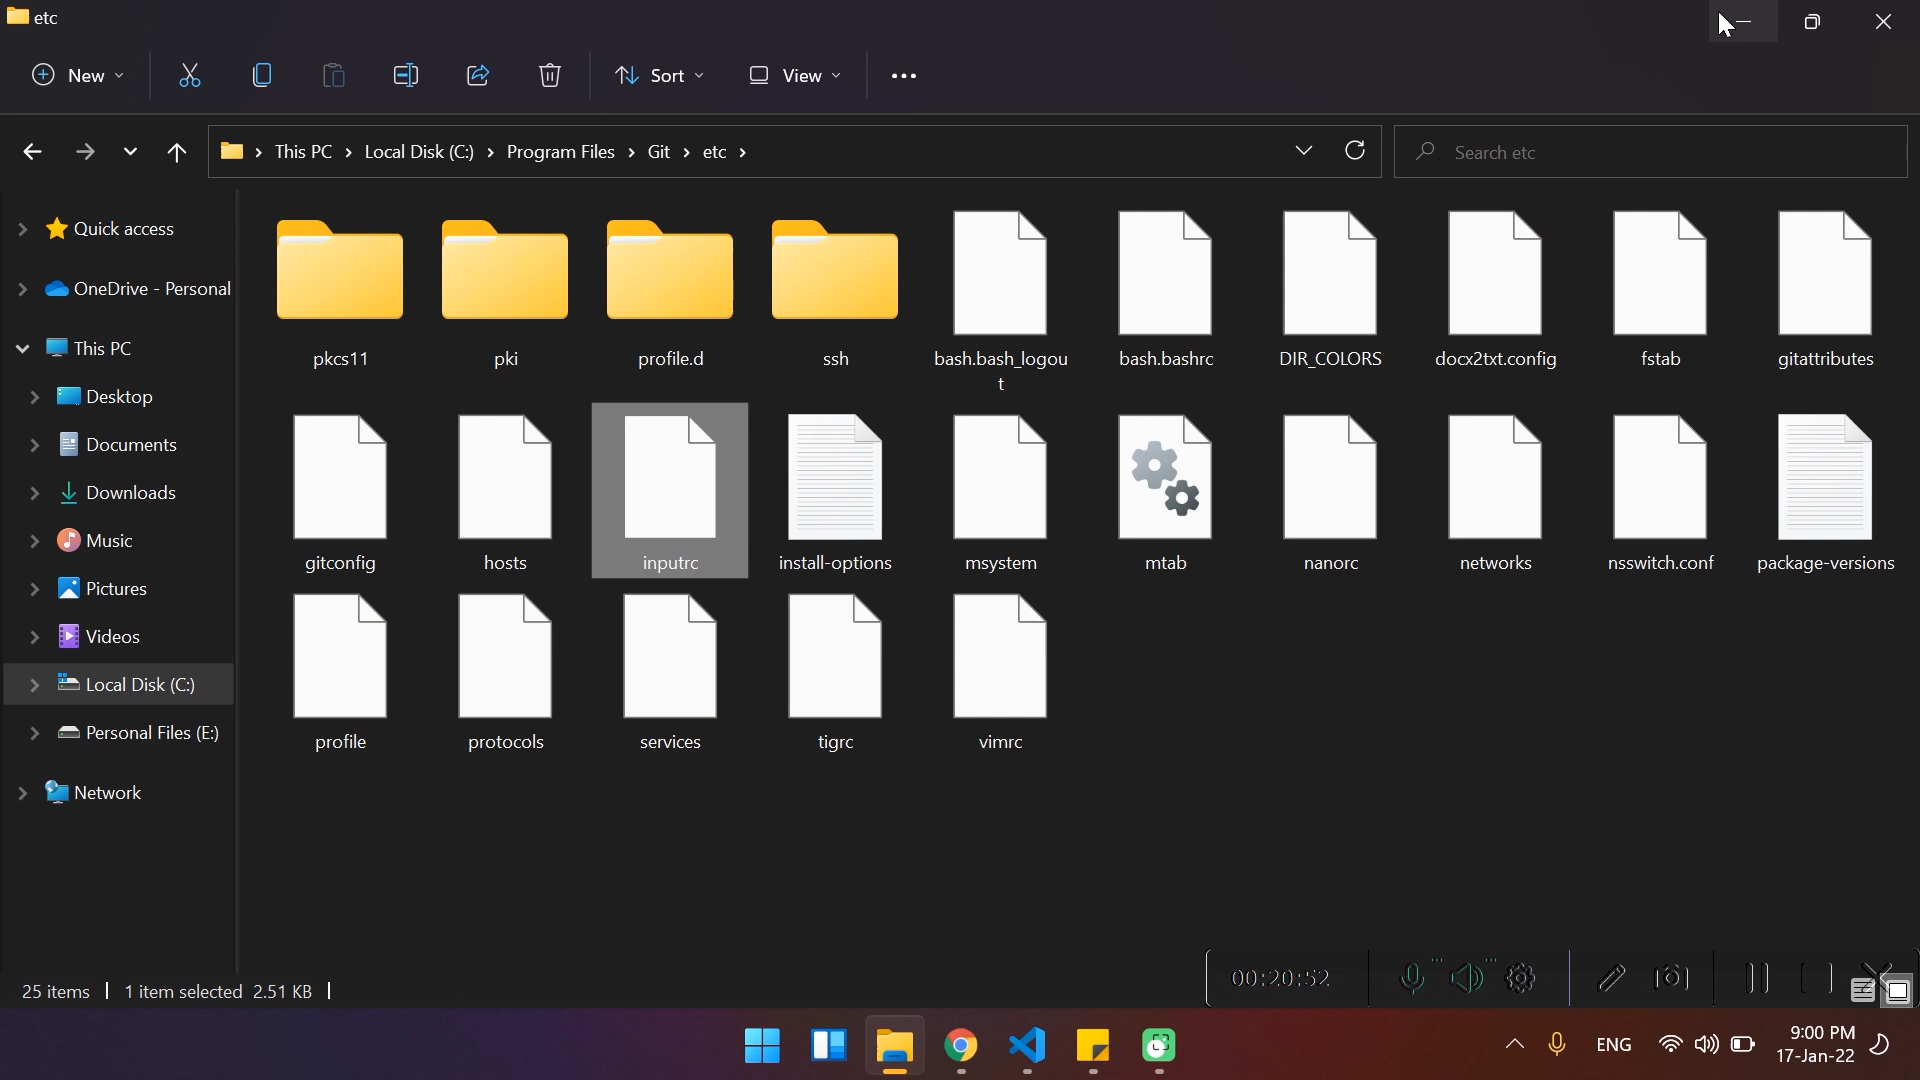 etc
New
Sort
View
This PC
Local Disk (C:)
Program Files
Git
etc
Search etc
Quick access
OneDrive - Personal
This PC
Desktop
Documents
Downloads
Music
Pictures
Videos
Local Disk (C:)
Personal Files (E:)
Network
pkcs11
pki
profile.d
ssh
bash.bash_logou
t
bash.bashrc
DIR_COLORS
docx2txt.config
fstab
gitattributes
gitconfig
hosts
inputrc
install-options
msystem
mtab
nanorc
networks
nsswitch.conf
package-versions
profile
protocols
services
tigrc
vimrc
25 items
1 item selected 2.51 KB
00:20:52
ENG
9:00 PM
17-Jan-22